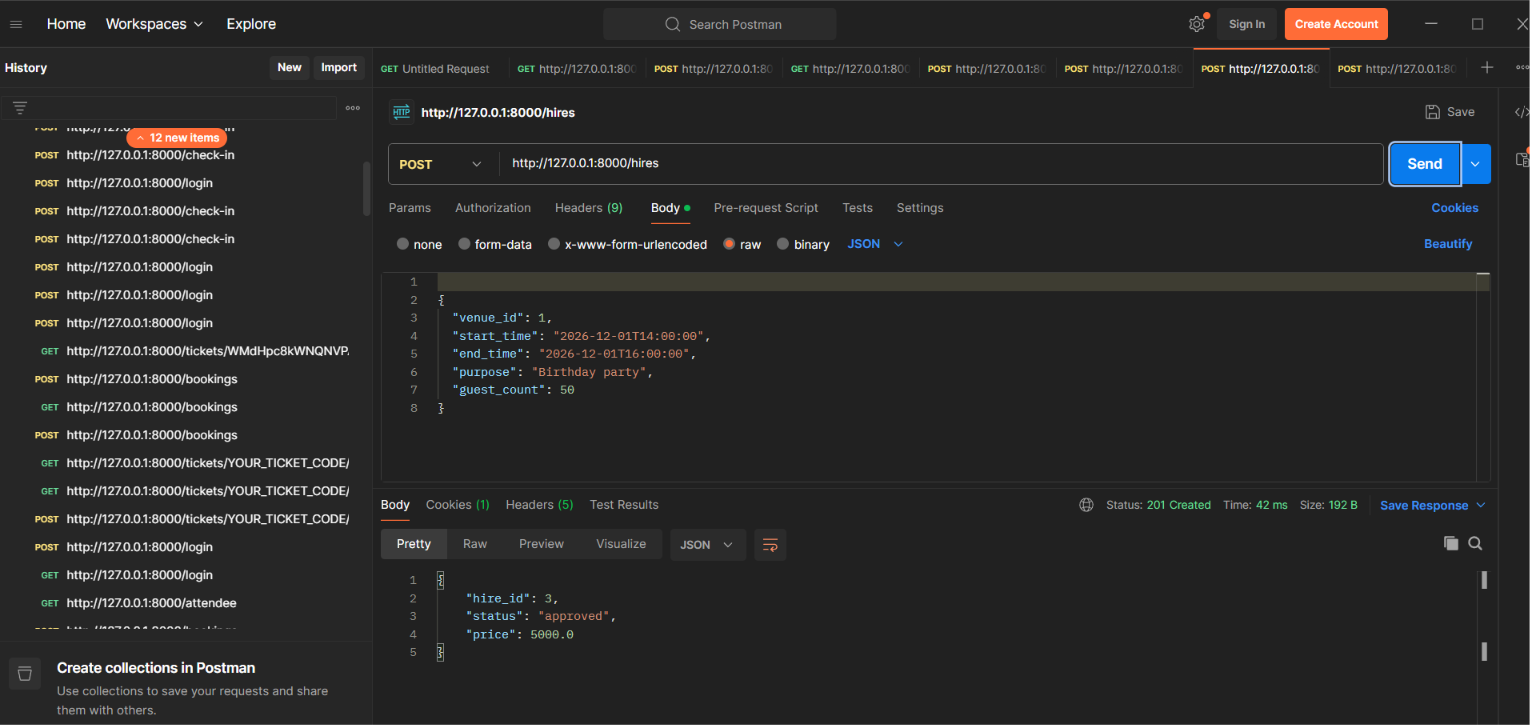 Home Workspaces Explore Search Postman Sign In Create Account
History New Import
GET Untitled Request GET http://127.0.0.1:800 POST http://127.0.0.1:80 GET http://127.0.0.1:800 POST http://127.0.0.1:80 POST http://127.0.0.1:80 POST http://127.0.0.1:80 POST http://127.0.0.1:80
12 new items
POST http://127.0.0.1:8000/check-in
POST http://127.0.0.1:8000/login
POST http://127.0.0.1:8000/check-in
POST http://127.0.0.1:8000/check-in
POST http://127.0.0.1:8000/login
POST http://127.0.0.1:8000/login
POST http://127.0.0.1:8000/login
GET http://127.0.0.1:8000/tickets/WMdHpc8kWNQNVP
POST http://127.0.0.1:8000/bookings
GET http://127.0.0.1:8000/bookings
POST http://127.0.0.1:8000/bookings
GET http://127.0.0.1:8000/tickets/YOUR_TICKET_CODE/
GET http://127.0.0.1:8000/tickets/YOUR_TICKET_CODE/
POST http://127.0.0.1:8000/tickets/YOUR_TICKET_CODE/
POST http://127.0.0.1:8000/login
GET http://127.0.0.1:8000/login
GET http://127.0.0.1:8000/attendee
Create collections in Postman
Use collections to save your requests and share
them with others.
HTTP http://127.0.0.1:8000/hires Save
POST http://127.0.0.1:8000/hires Send
Params Authorization Headers (9) Body Pre-request Script Tests Settings Cookies
none form-data x-www-form-urlencoded raw binary JSON Beautify
1
2 {
3 "venue_id": 1,
4 "start_time": "2026-12-01T14:00:00",
5 "end_time": "2026-12-01T16:00:00",
6 "purpose": "Birthday party",
7 "guest_count": 50
8 }
Body Cookies (1) Headers (5) Test Results Status: 201 Created Time: 42 ms Size: 192 B Save Response
Pretty Raw Preview Visualize JSON
1 {
2 "hire_id": 3,
3 "status": "approved",
4 "price": 5000.0
5 }